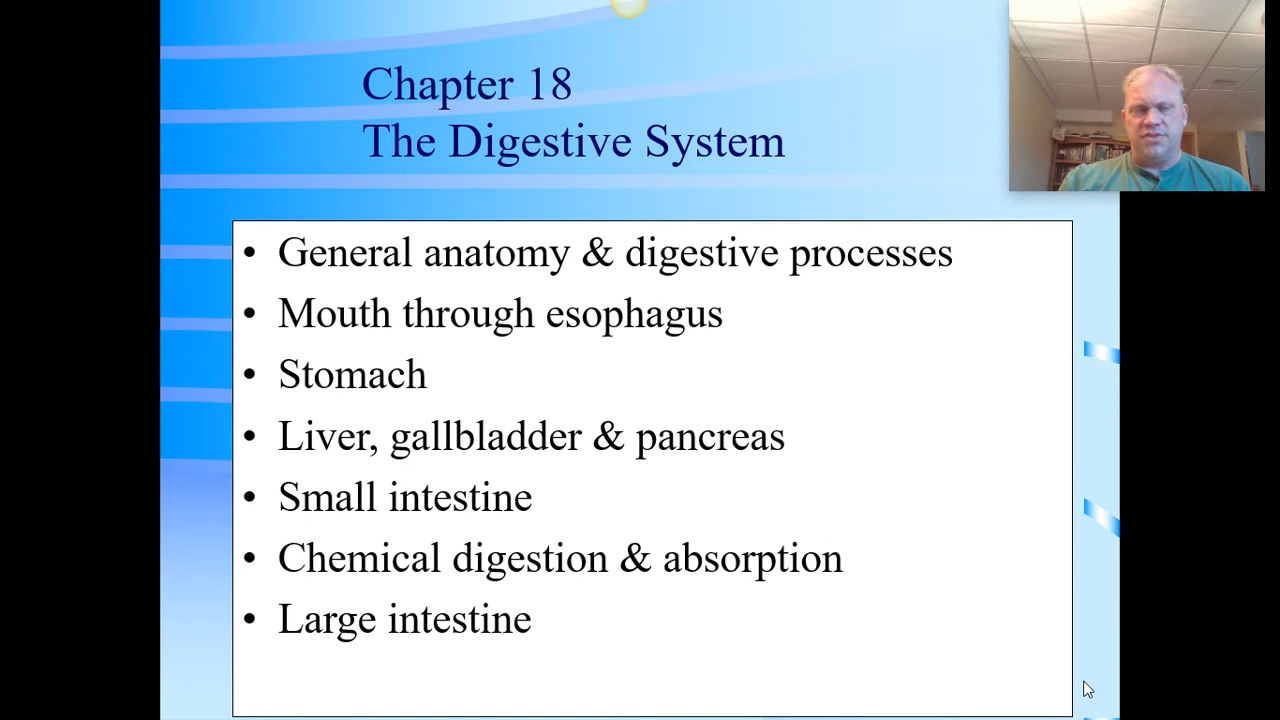 Chapter 18
The Digestive System
• General anatomy & digestive processes
• Mouth through esophagus
• Stomach
• Liver, gallbladder & pancreas
• Small intestine
• Chemical digestion & absorption
• Large intestine